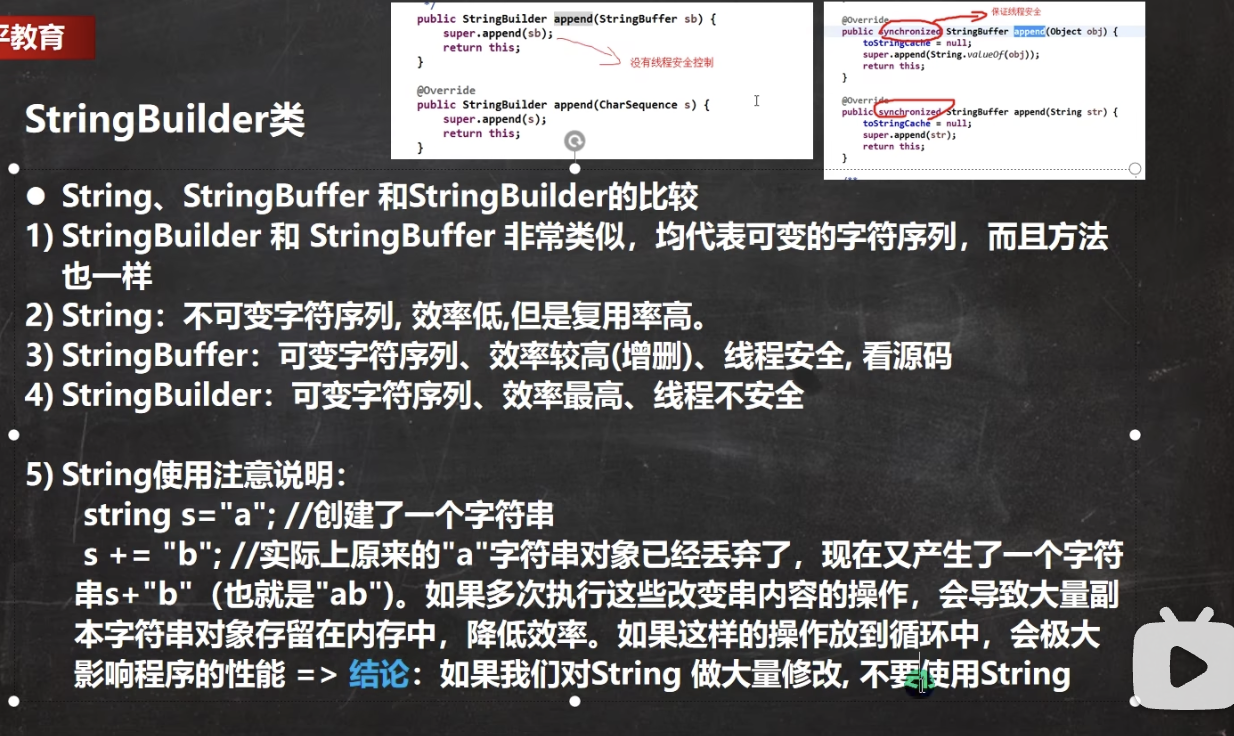 平教育
public StringBuilder append(StringBuffer sb) {
super.append(sb);
return this;
}
没有线程安全控制
@Override
public StringBuilder append(CharSequence s) {
super.append(s);
return this;
}
保证线程安全
@Override
public synchronized StringBuffer append(Object obj) {
toStringCache = null;
super.append(String.valueOf(obj));
return this;
}
@Override
public synchronized StringBuffer append(String str) {
toStringCache = null;
super.append(str);
return this;
}
StringBuilder类
● String、StringBuffer 和StringBuilder的比较
1) StringBuilder 和 StringBuffer 非常类似，均代表可变的字符序列，而且方法
也一样
2) String：不可变字符序列, 效率低,但是复用率高。
3) StringBuffer：可变字符序列、效率较高(增删)、线程安全, 看源码
4) StringBuilder：可变字符序列、效率最高、线程不安全
5) String使用注意说明：
string s="a"; //创建了一个字符串
s += "b"; //实际上原来的"a"字符串对象已经丢弃了，现在又产生了一个字符
串s+"b"（也就是"ab")。如果多次执行这些改变串内容的操作，会导致大量副
本字符串对象存留在内存中，降低效率。如果这样的操作放到循环中，会极大
影响程序的性能 => 结论：如果我们对String 做大量修改, 不要使用String